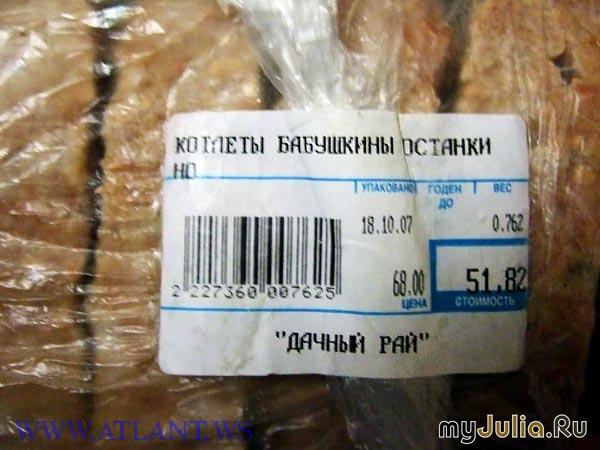 КОТЛЕТЫ БАБУШКИНЫ ОСТАНКИ
НО
УПАКОВАНО ГОДЕН ДО ВЕС
18.10.07 0.762
68.00 51.82
ЦЕНА СТОИМОСТЬ
2 227360 007625
"ДАЧНЫЙ РАЙ"
WWW.ATLANT.WS
myJulia.Ru